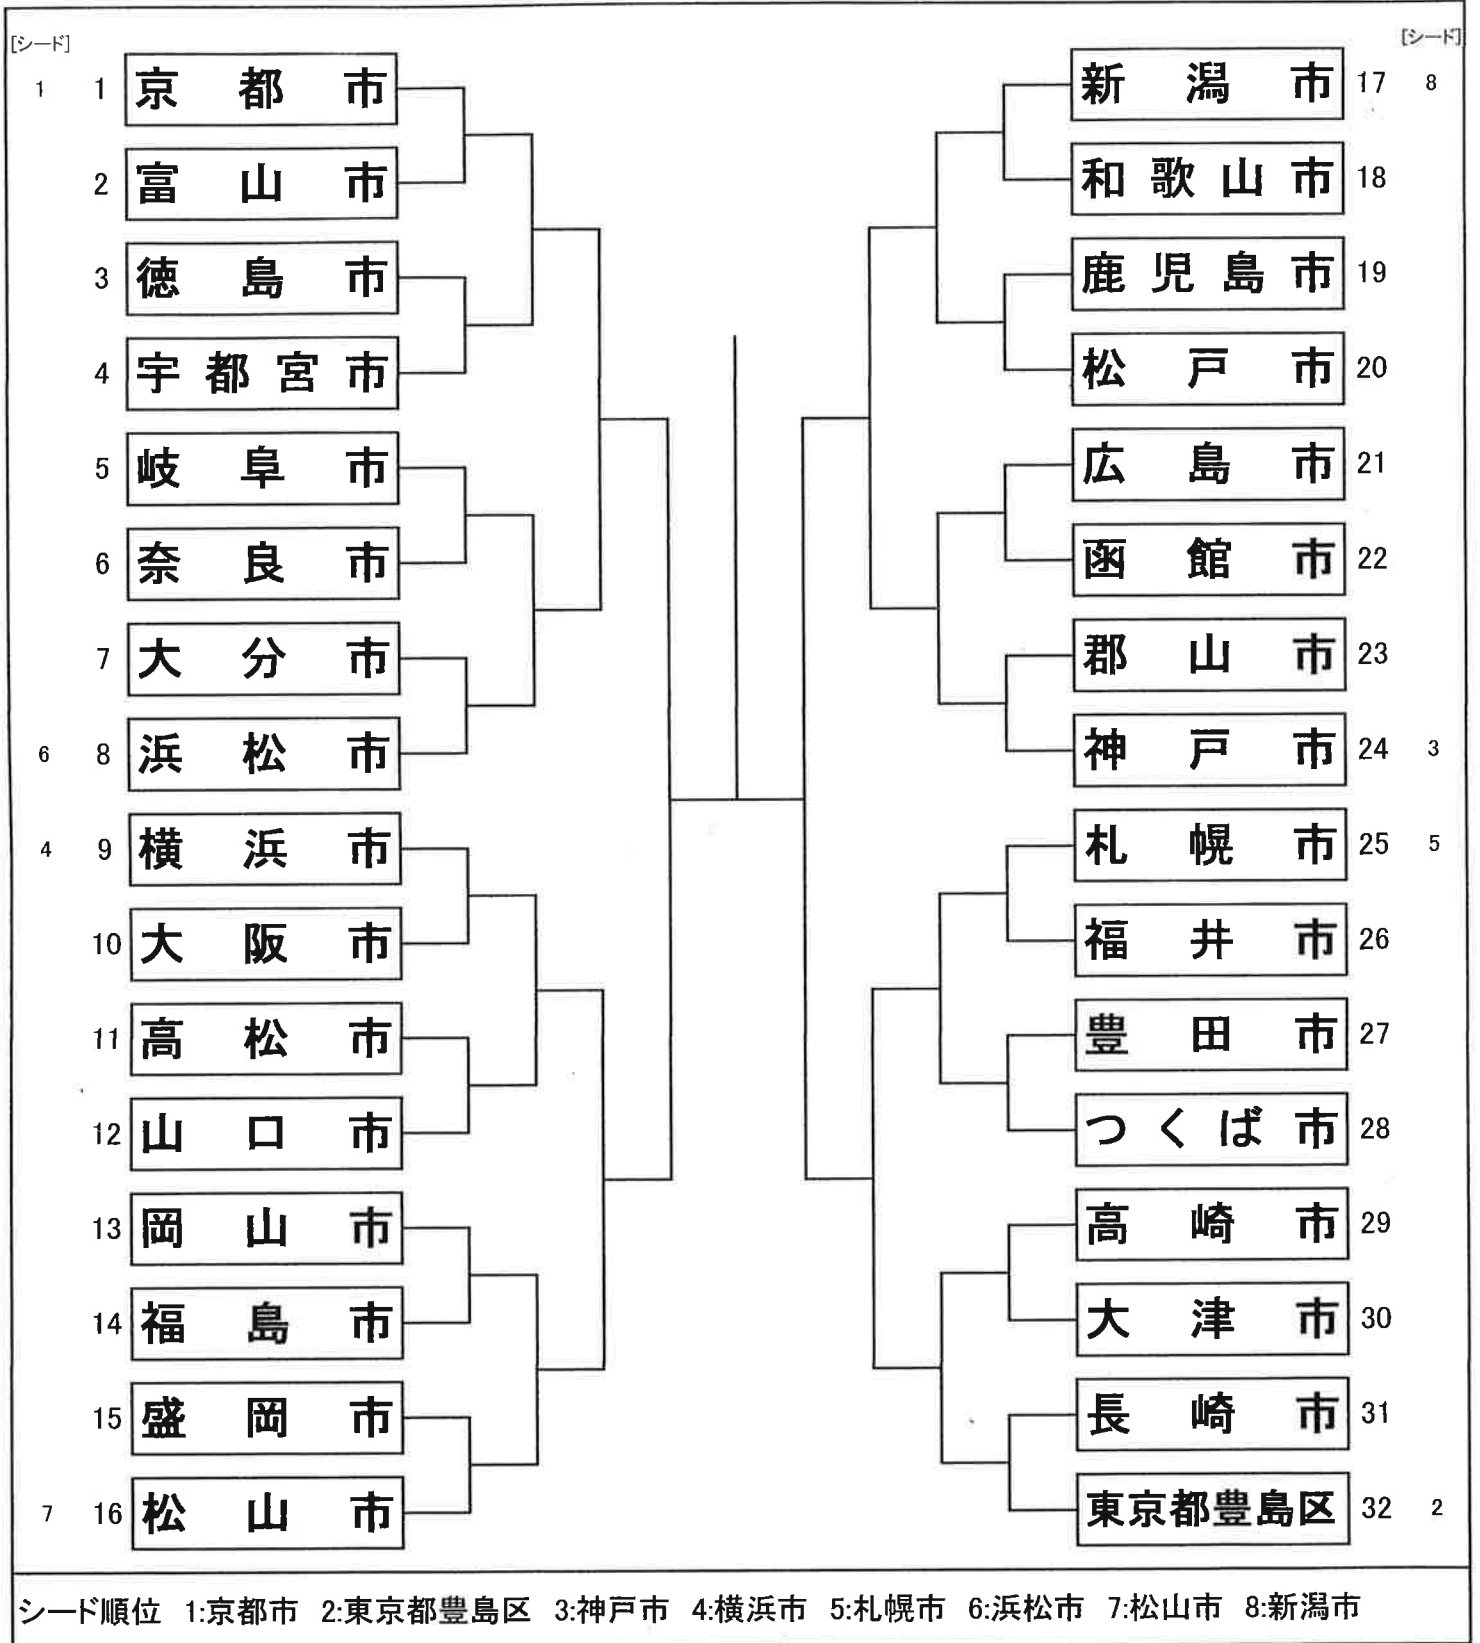 [シード]
1 1 京都市
2 富山市
3 徳島市
4 宇都宮市
5 岐阜市
6 奈良市
7 大分市
6 8 浜松市
4 9 横浜市
10 大阪市
11 高松市
12 山口市
13 岡山市
14 福島市
15 盛岡市
7 16 松山市
[シード]
新潟市 17 8
和歌山市 18
鹿児島市 19
松戸市 20
広島市 21
函館市 22
郡山市 23
神戸市 24 3
札幌市 25 5
福井市 26
豊田市 27
つくば市 28
高崎市 29
大津市 30
長崎市 31
東京都豊島区 32 2
シード順位 1:京都市 2:東京都豊島区 3:神戸市 4:横浜市 5:札幌市 6:浜松市 7:松山市 8:新潟市